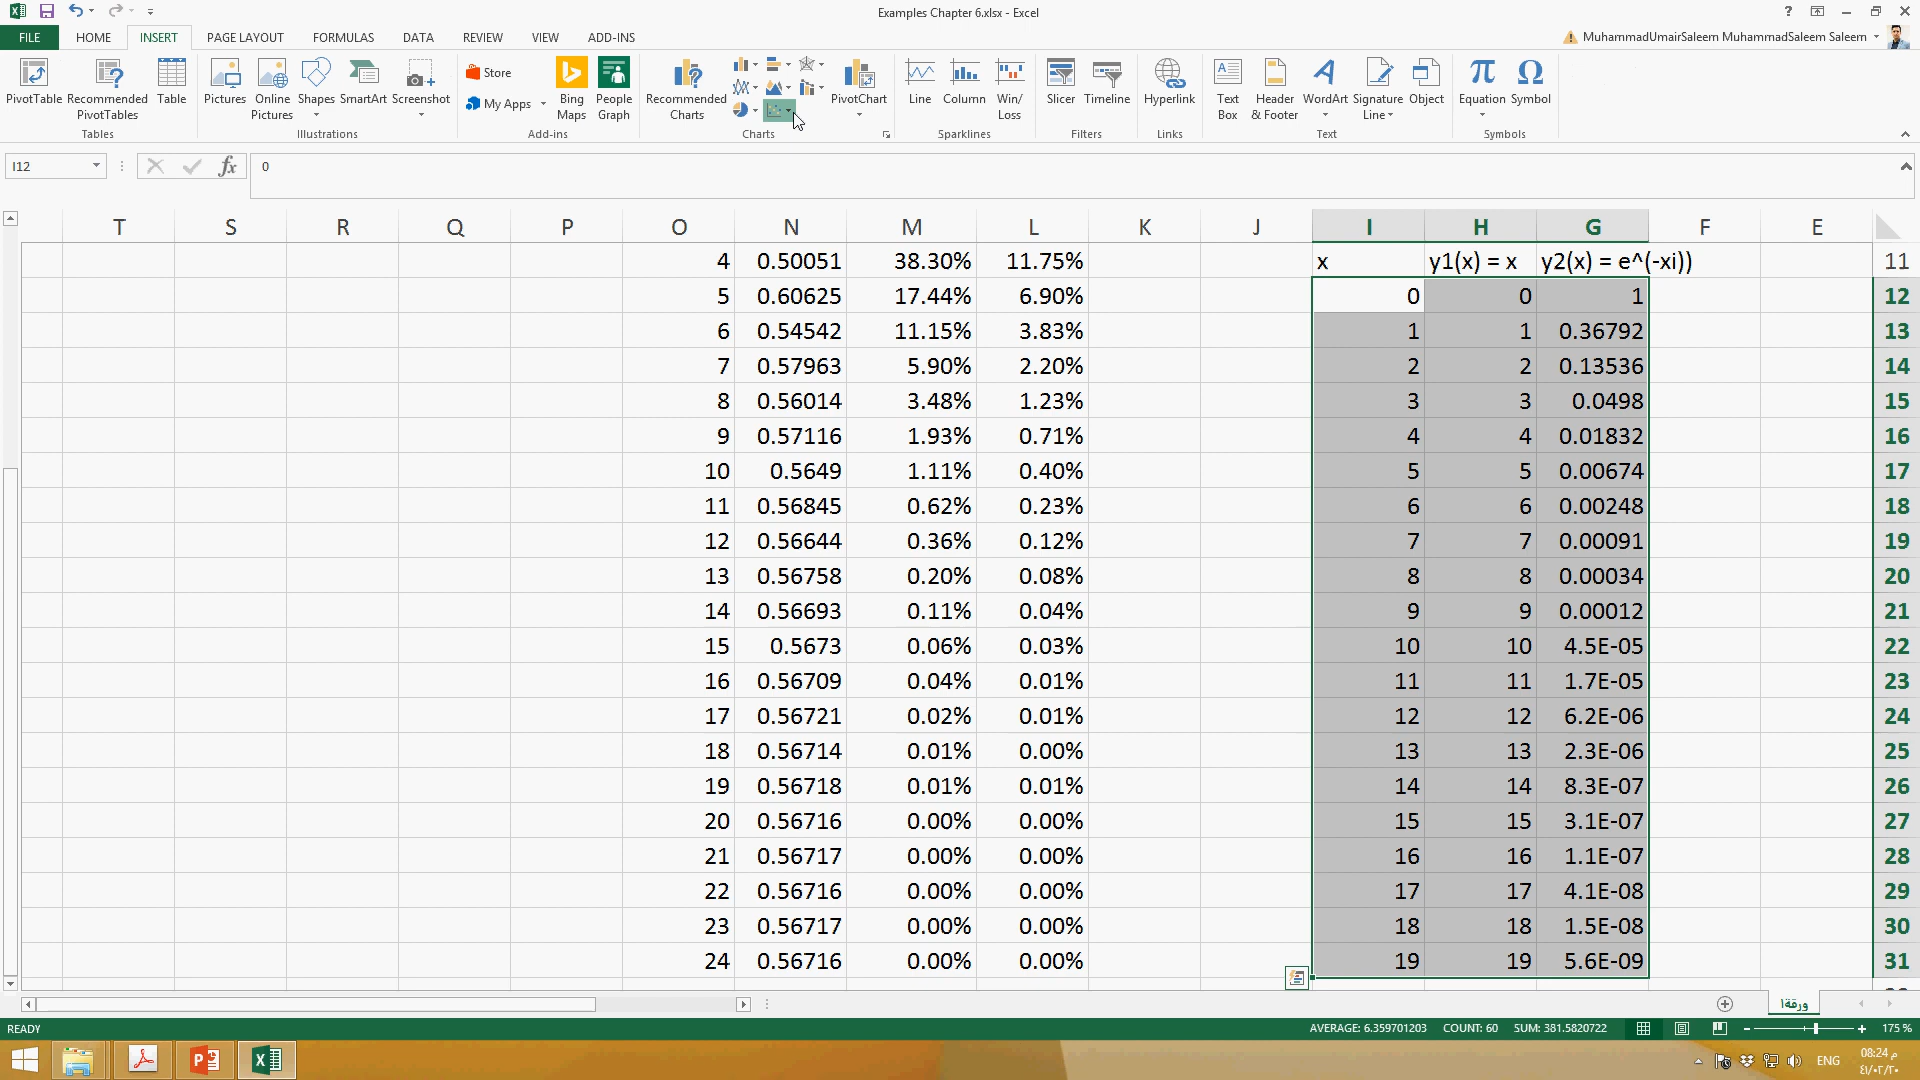 Examples Chapter 6.xlsx - Excel
FILE HOME INSERT PAGE LAYOUT FORMULAS DATA REVIEW VIEW ADD-INS
MuhammadUmairSaleem MuhammadSaleem Saleem
PivotTable Recommended PivotTables Table
Pictures Online Pictures Shapes SmartArt Screenshot
Store
My Apps
Bing Maps People Graph
Recommended Charts PivotChart
Line Column Win/Loss
Slicer Timeline Hyperlink
Text Box Header & Footer WordArt Signature Line Object
Equation Symbol
Tables Illustrations Add-ins Charts Sparklines Filters Links Text Symbols
I12 fx 0
T S R Q P O N M L K J I H G F E
4 0.50051 38.30% 11.75% x y1(x) = x y2(x) = e^(-xi)) 11
5 0.60625 17.44% 6.90% 0 0 1 12
6 0.54542 11.15% 3.83% 1 1 0.36792 13
7 0.57963 5.90% 2.20% 2 2 0.13536 14
8 0.56014 3.48% 1.23% 3 3 0.0498 15
9 0.57116 1.93% 0.71% 4 4 0.01832 16
10 0.5649 1.11% 0.40% 5 5 0.00674 17
11 0.56845 0.62% 0.23% 6 6 0.00248 18
12 0.56644 0.36% 0.12% 7 7 0.00091 19
13 0.56758 0.20% 0.08% 8 8 0.00034 20
14 0.56693 0.11% 0.04% 9 9 0.00012 21
15 0.5673 0.06% 0.03% 10 10 4.5E-05 22
16 0.56709 0.04% 0.01% 11 11 1.7E-05 23
17 0.56721 0.02% 0.01% 12 12 6.2E-06 24
18 0.56714 0.01% 0.00% 13 13 2.3E-06 25
19 0.56718 0.01% 0.01% 14 14 8.3E-07 26
20 0.56716 0.00% 0.00% 15 15 3.1E-07 27
21 0.56717 0.00% 0.00% 16 16 1.1E-07 28
22 0.56716 0.00% 0.00% 17 17 4.1E-08 29
23 0.56717 0.00% 0.00% 18 18 1.5E-08 30
24 0.56716 0.00% 0.00% 19 19 5.6E-09 31
ورقة١
READY AVERAGE: 6.359701203 COUNT: 60 SUM: 381.5820722 175 %
ENG 08:24 م
٤١/٠٢/٢٠